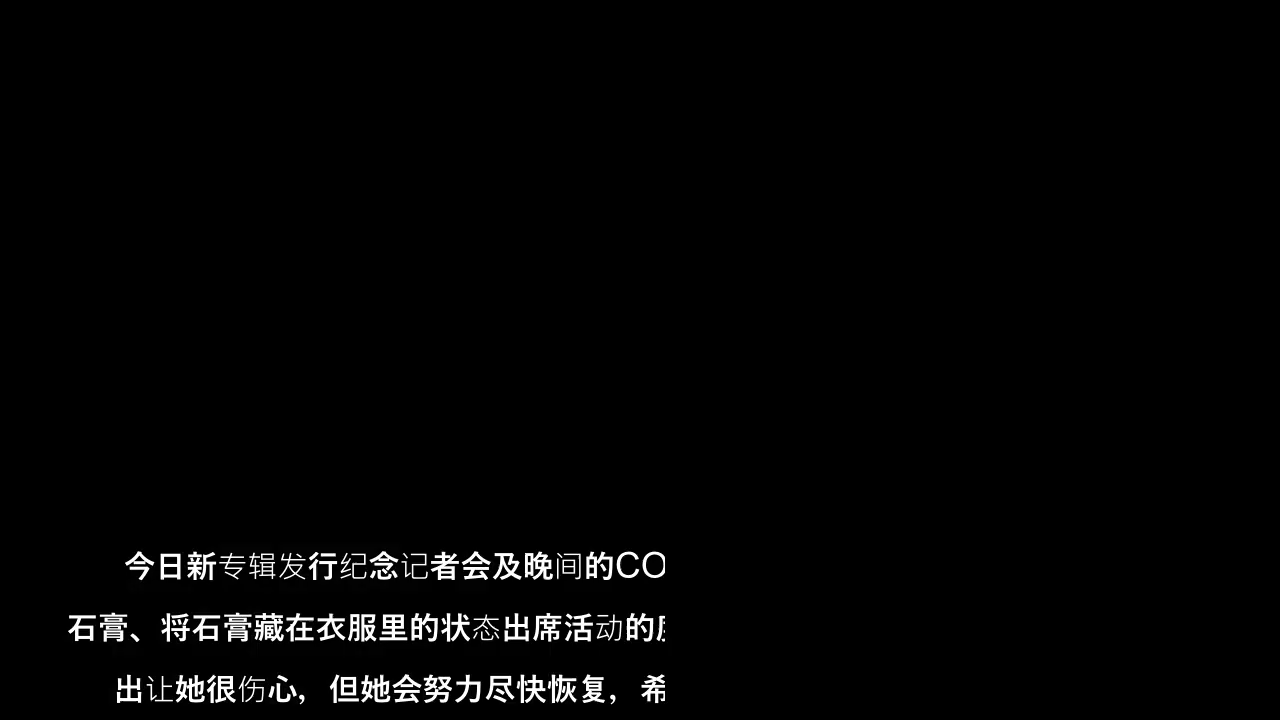 今日新专辑发行纪念记者会及晚间的CO
石膏、将石膏藏在衣服里的状态出席活动的
出让她很伤心，但她会努力尽快恢复，希